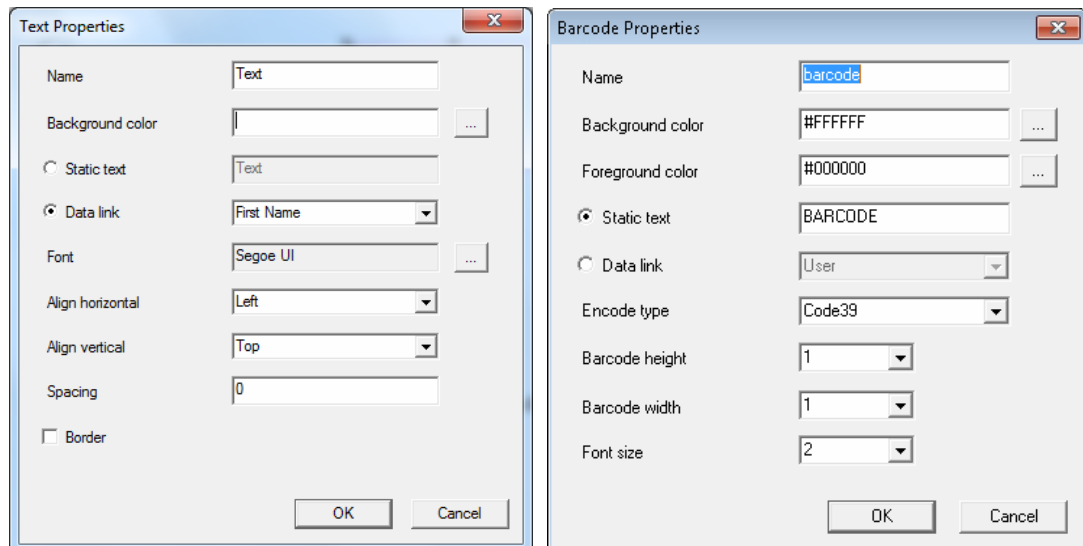 Text Properties
Name Text
Background color ...
Static text Text
Data link First Name
Font Segoe UI ...
Align horizontal Left
Align vertical Top
Spacing 0
Border
OK Cancel
Barcode Properties
Name barcode
Background color #FFFFFF ...
Foreground color #000000 ...
Static text BARCODE
Data link User
Encode type Code39
Barcode height 1
Barcode width 1
Font size 2
OK Cancel